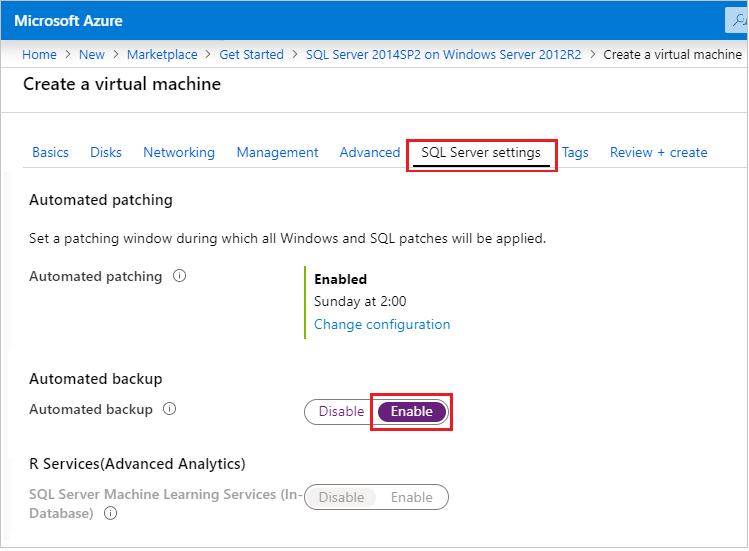 Microsoft Azure
Home > New > Marketplace > Get Started > SQL Server 2014SP2 on Windows Server 2012R2 > Create a virtual machine
Create a virtual machine
Basics Disks Networking Management Advanced SQL Server settings Tags Review + create
Automated patching
Set a patching window during which all Windows and SQL patches will be applied.
Automated patching
Enabled
Sunday at 2:00
Change configuration
Automated backup
Automated backup
Disable Enable
R Services(Advanced Analytics)
SQL Server Machine Learning Services (In-
Database)
Disable Enable